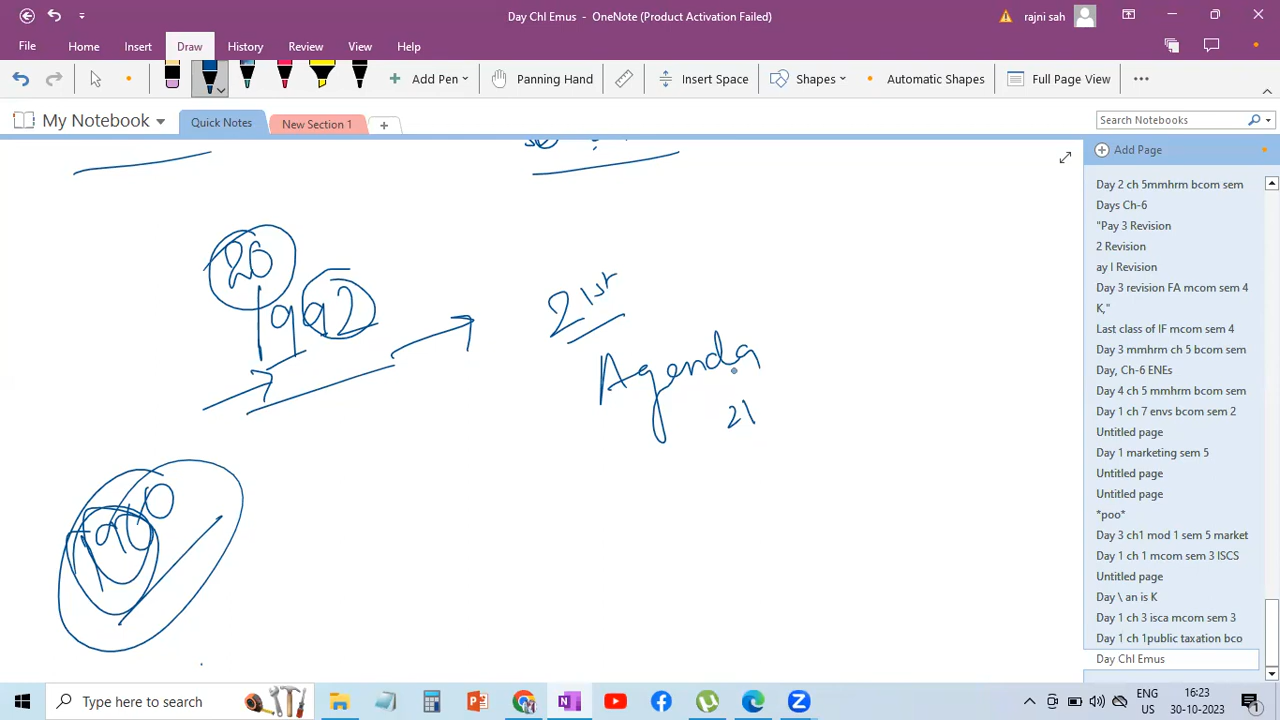 Day Chl Emus - OneNote (Product Activation Failed)
rajni sah
File Home Insert Draw History Review View Help
Add Pen Panning Hand Insert Space Shapes Automatic Shapes Full Page View
My Notebook Quick Notes New Section 1
Search Notebooks
Add Page
Day 2 ch 5mmhrm bcom sem
Days Ch-6
"Pay 3 Revision
2 Revision
ay l Revision
Day 3 revision FA mcom sem 4
K,"
Last class of IF mcom sem 4
Day 3 mmhrm ch 5 bcom sem
Day, Ch-6 ENEs
Day 4 ch 5 mmhrm bcom sem
Day 1 ch 7 envs bcom sem 2
Untitled page
Day 1 marketing sem 5
Untitled page
Untitled page
*poo*
Day 3 ch1 mod 1 sem 5 market
Day 1 ch 1 mcom sem 3 ISCS
Untitled page
Day \ an is K
Day 1 ch 3 isca mcom sem 3
Day 1 ch 1public taxation bco
Day Chl Emus
20
1992
21st
Agenda
21
Type here to search
ENG
US
16:23
30-10-2023
1